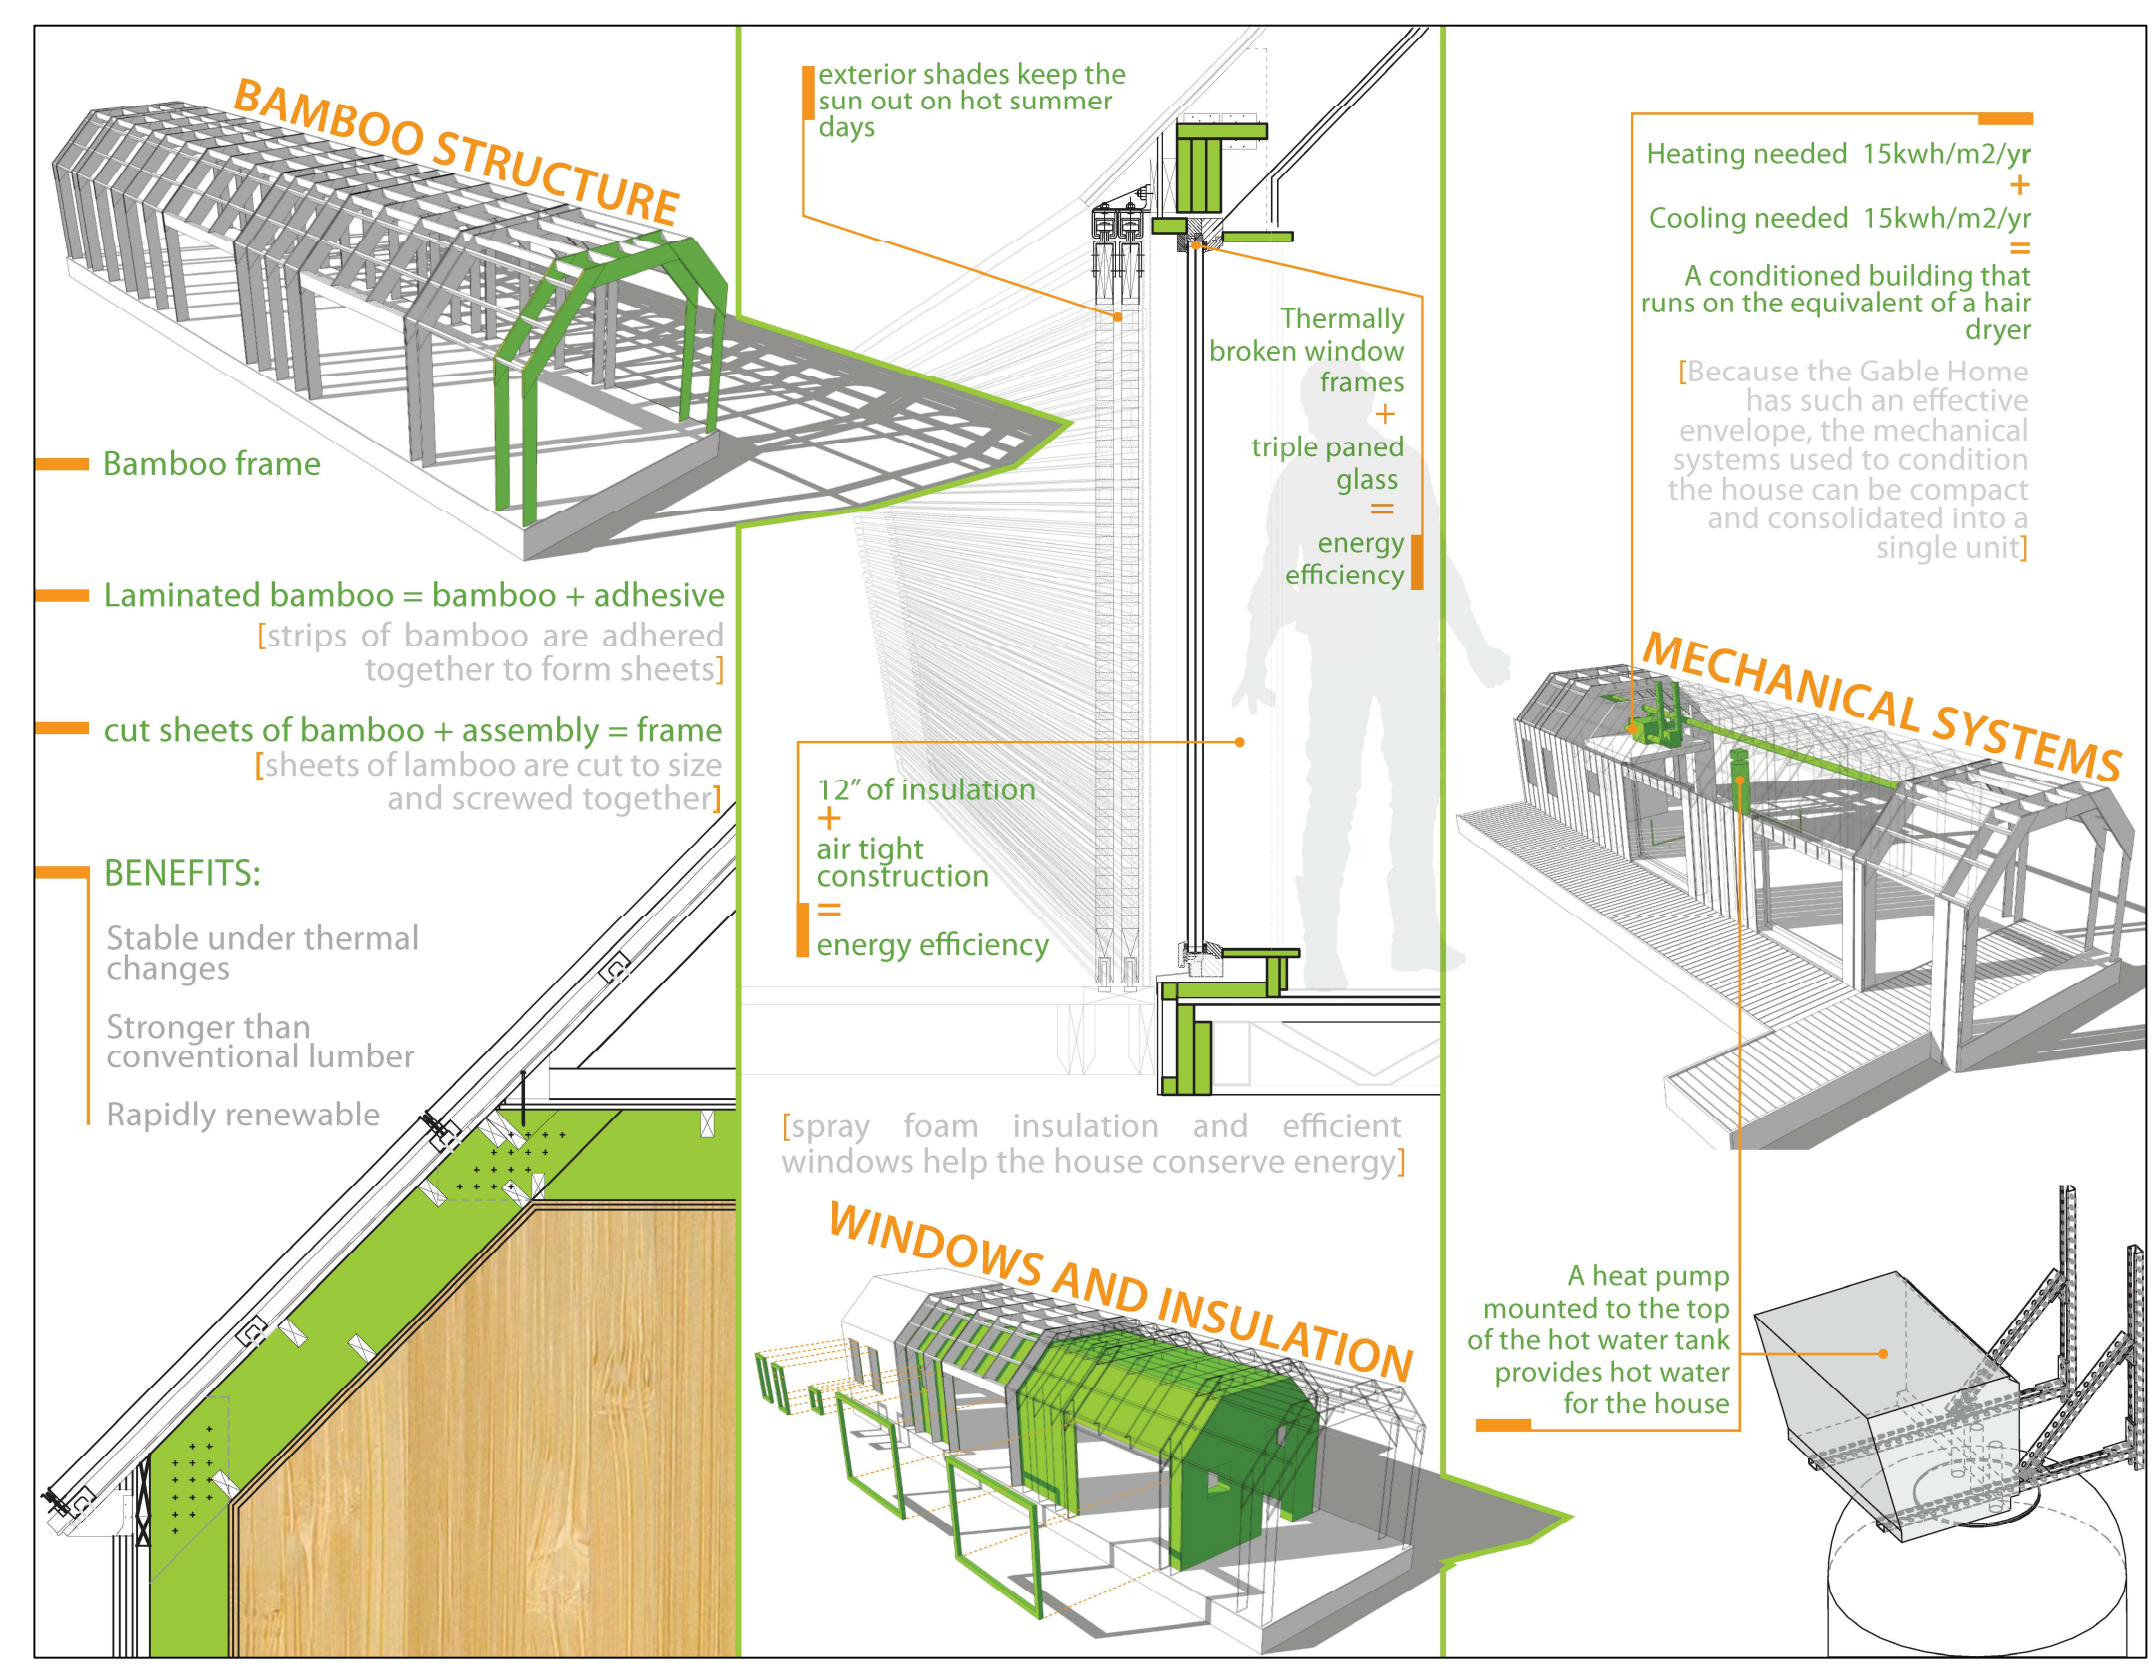 BAMBOO STRUCTURE
Bamboo frame
Laminated bamboo = bamboo + adhesive
[strips of bamboo are adhered
together to form sheets]
cut sheets of bamboo + assembly = frame
[sheets of lamboo are cut to size
and screwed together]
BENEFITS:
Stable under thermal
changes
Stronger than
conventional lumber
Rapidly renewable
exterior shades keep the
sun out on hot summer
days
Thermally
broken window
frames
+
triple paned
glass
=
energy
efficiency
12” of insulation
+
air tight
construction
=
energy efficiency
[spray foam insulation and efficient
windows help the house conserve energy]
WINDOWS AND INSULATION
Heating needed 15kwh/m2/yr
+
Cooling needed 15kwh/m2/yr
=
A conditioned building that
runs on the equivalent of a hair
dryer
[Because the Gable Home
has such an effective
envelope, the mechanical
systems used to condition
the house can be compact
and consolidated into a
single unit]
MECHANICAL SYSTEMS
A heat pump
mounted to the top
of the hot water tank
provides hot water
for the house